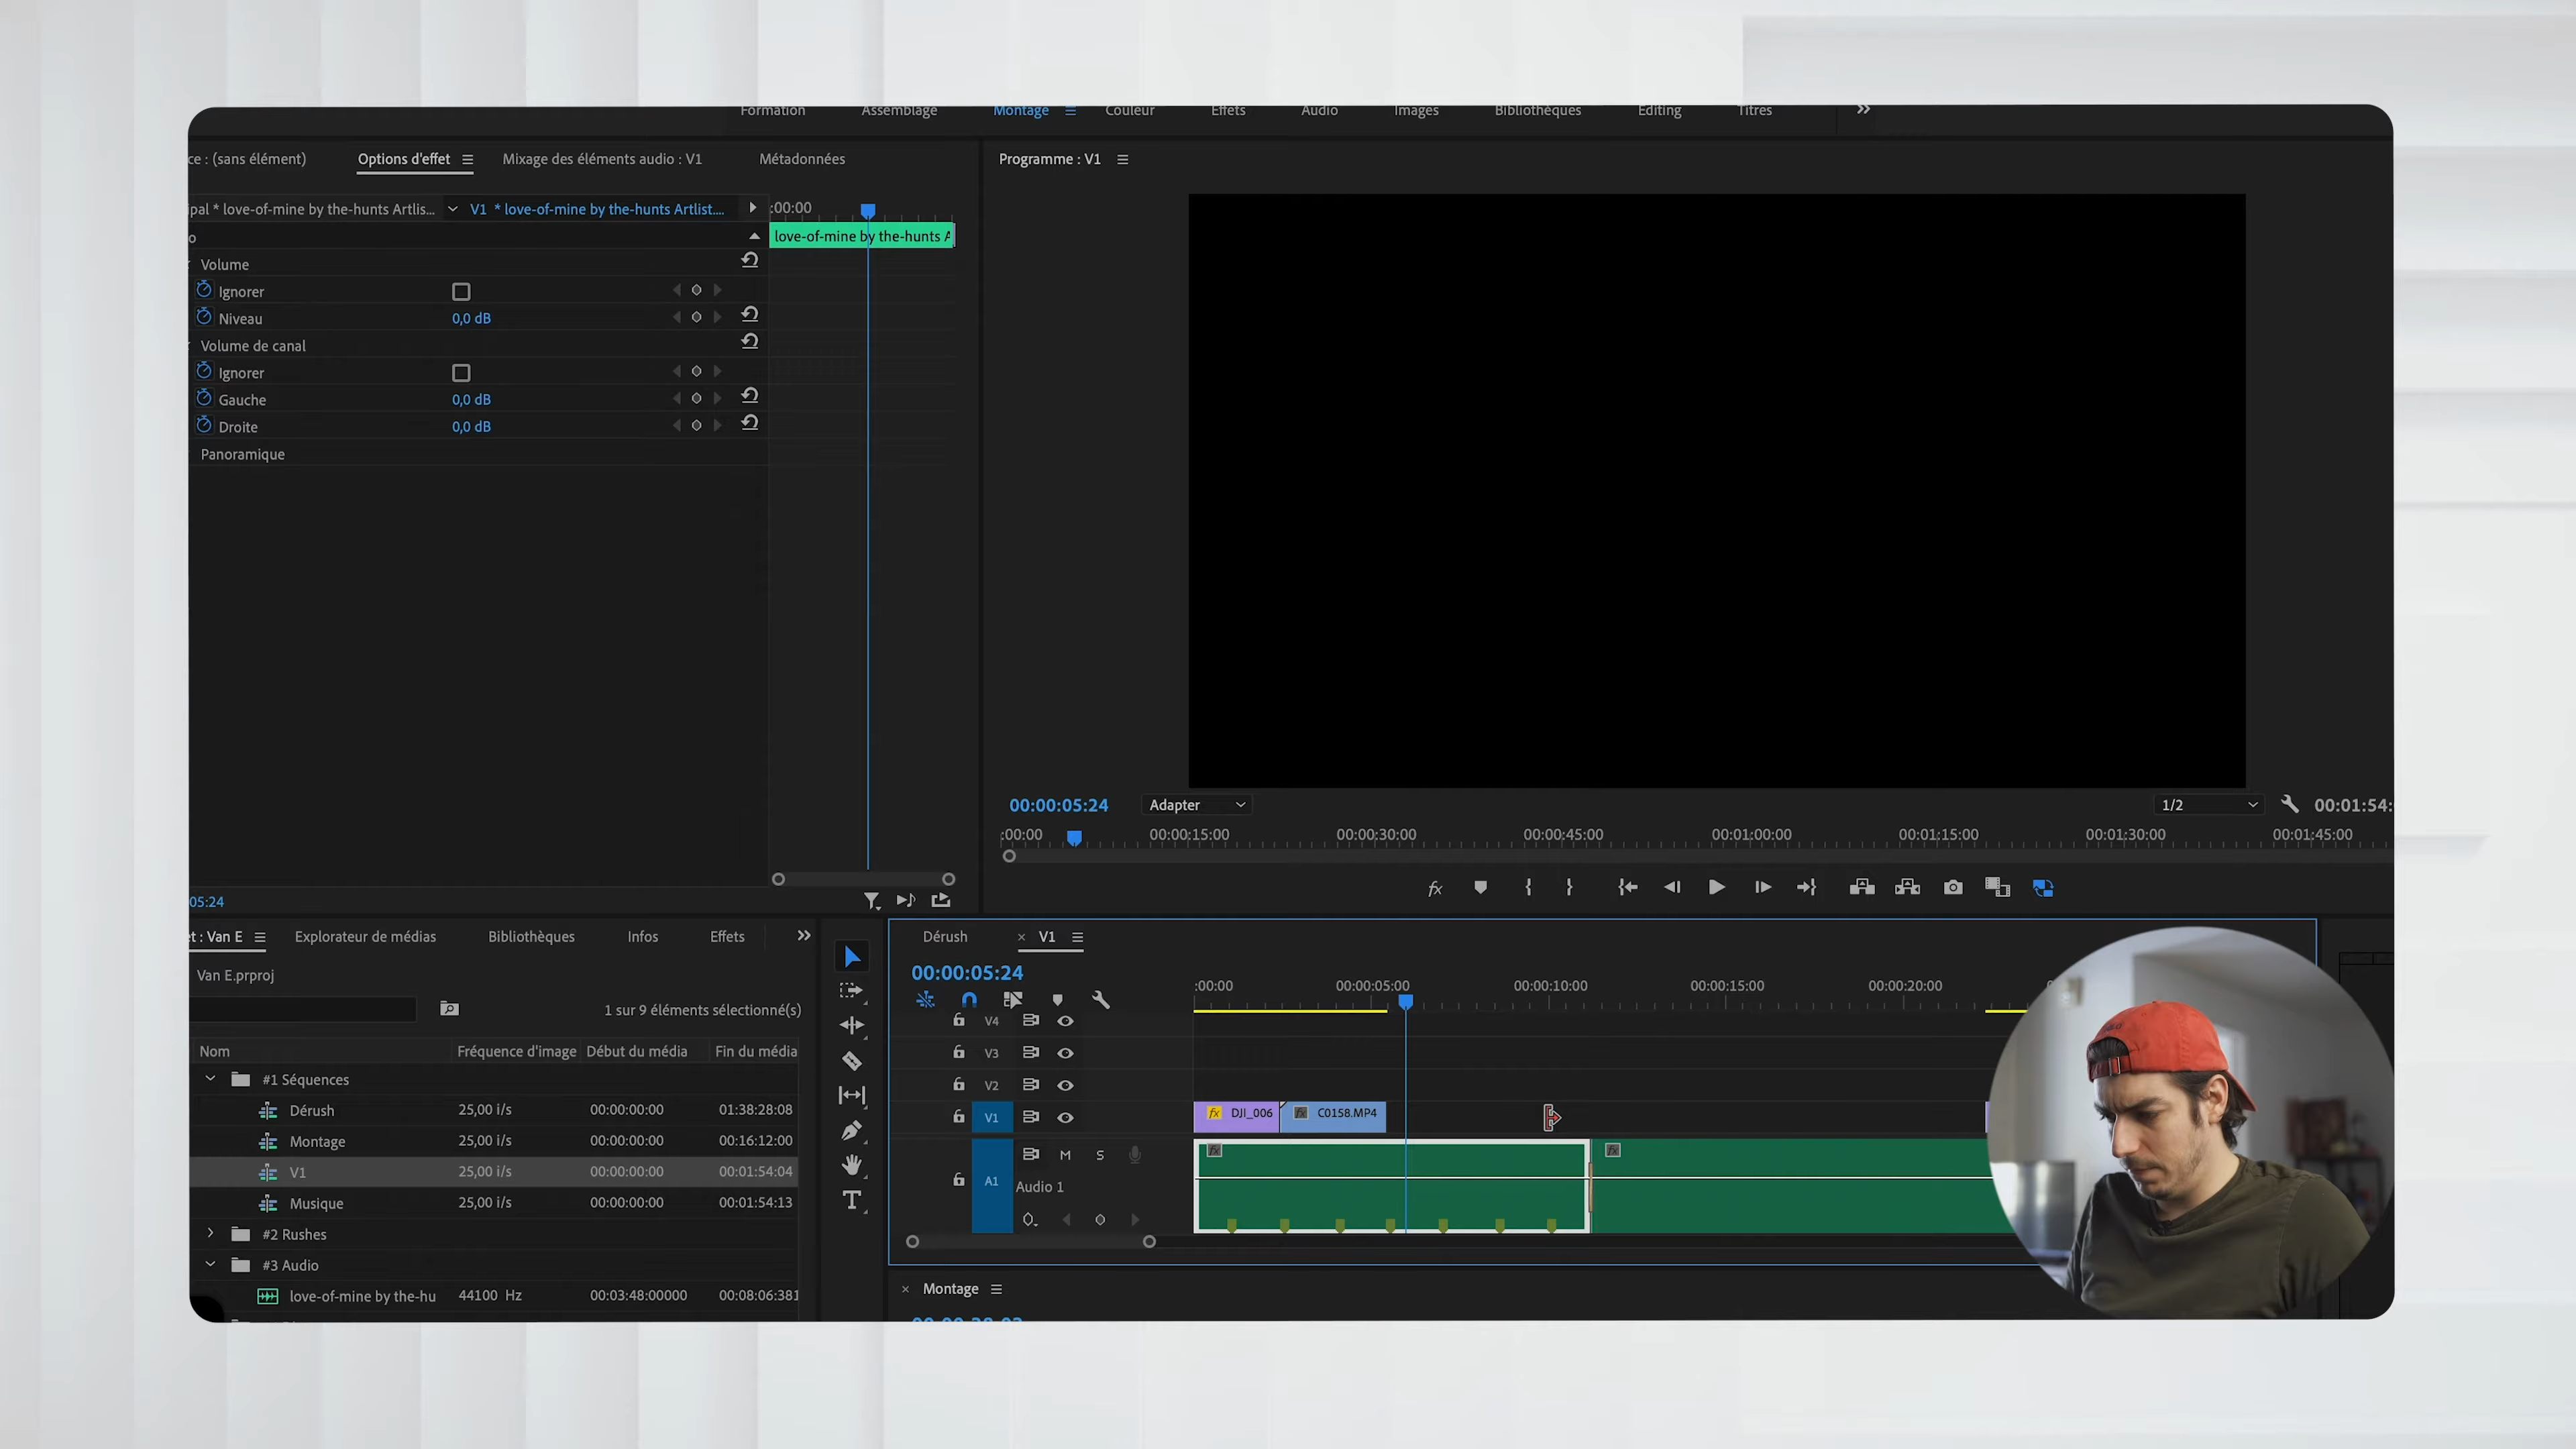 Formation Assemblage Montage Couleur Effets Audio Images Bibliothèques Editing Titres
ce : (sans élément) Options d'effet Mixage des éléments audio : V1 Métadonnées
Programme : V1
ipal * love-of-mine by the-hunts Artlis... V1 * love-of-mine by the-hunts Artlist.... :00:00
love-of-mine by the-hunts A
Volume
Ignorer
Niveau 0,0 dB
Volume de canal
Ignorer
Gauche 0,0 dB
Droite 0,0 dB
Panoramique
00:00:05:24 Adapter 1/2 00:01:54:
:00:00 00:00:15:00 00:00:30:00 00:00:45:00 00:01:00:00 00:01:15:00 00:01:30:00 00:01:45:00
05:24
et : Van E Explorateur de médias Bibliothèques Infos Effets
Van E.prproj
1 sur 9 éléments sélectionné(s)
Nom Fréquence d'image Début du média Fin du média
#1 Séquences
Dérush 25,00 i/s 00:00:00:00 01:38:28:08
Montage 25,00 i/s 00:00:00:00 00:16:12:00
V1 25,00 i/s 00:00:00:00 00:01:54:04
Musique 25,00 i/s 00:00:00:00 00:01:54:13
#2 Rushes
#3 Audio
love-of-mine by the-hu 44100 Hz 00:03:48:00000 00:08:06:381
Dérush V1
00:00:05:24
:00:00 00:00:05:00 00:00:10:00 00:00:15:00 00:00:20:00
V4
V3
V2
V1 fx DJI_006 fx C0158.MP4
M S
A1 Audio 1
Montage